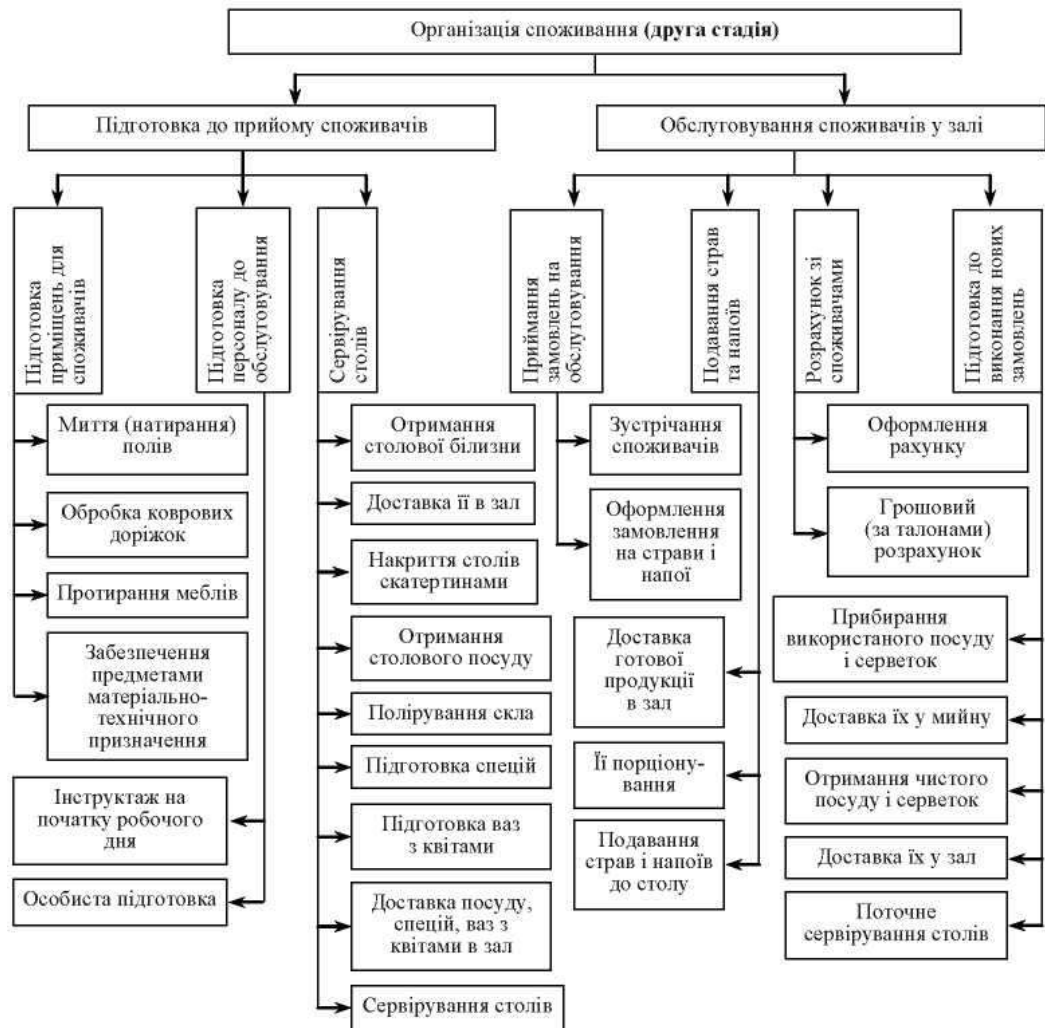 Організація споживання (друга стадія)
Підготовка до прийому споживачів
Обслуговування споживачів у залі
Підготовка
приміщень для
споживачів
Підготовка
персоналу до
обслуговування
Сервірування
столів
Приймання
замовлень на
обслуговування
Подавання страв
та напоїв
Розрахунок зі
споживачами
Підготовка до
виконання нових
замовлень
Миття (натирання)
полів
Обробка коврових
доріжок
Протирання меблів
Забезпечення
предметами
матеріально-
технічного
призначення
Інструктаж на
початку робочого
дня
Особиста підготовка
Отримання
столової білизни
Доставка її в зал
Накриття столів
скатертинами
Отримання
столового посуду
Полірування скла
Підготовка спецій
Підготовка ваз
з квітами
Доставка посуду,
спецій, ваз з
квітами в зал
Сервірування столів
Зустрічання
споживачів
Оформлення
замовлення
на страви і
напої
Доставка
готової
продукції
в зал
Її порціону-
вання
Подавання
страв і напоїв
до столу
Оформлення
рахунку
Грошовий
(за талонами)
розрахунок
Прибирання
використаного посуду
і серветок
Доставка їх у мийну
Отримання чистого
посуду і серветок
Доставка їх у зал
Поточне
сервірування столів